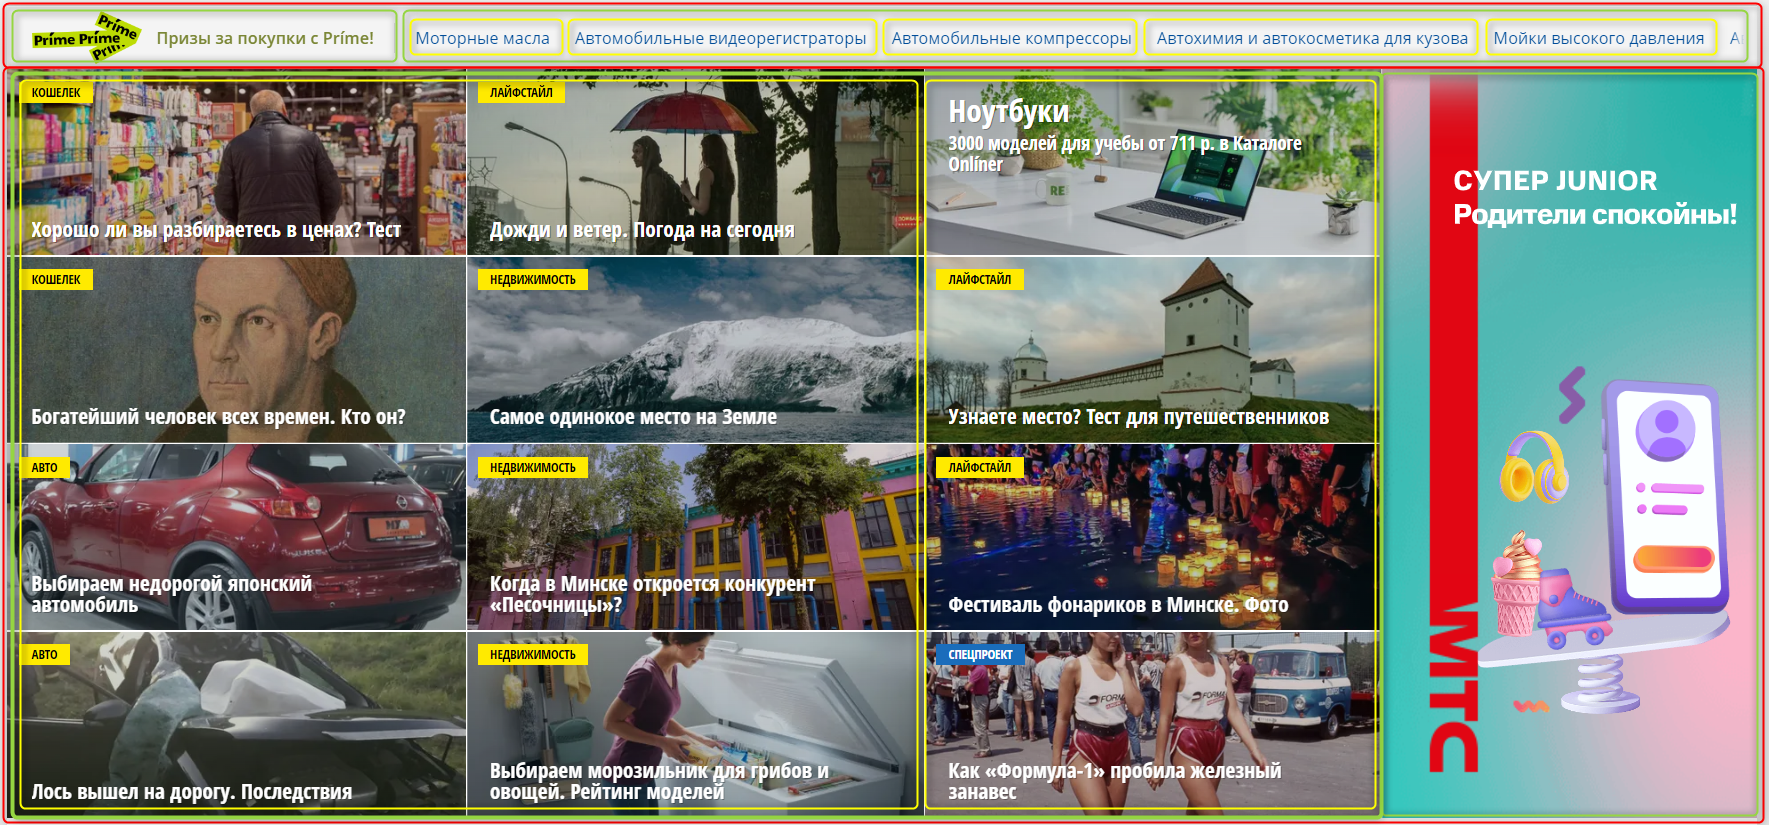 Prime Prime
Prime
Prim
Призы за покупки с Príme!
Моторные масла
Автомобильные видеорегистраторы
Автомобильные компрессоры
Автохимия и автокосметика для кузова
Мойки высокого давления
КОШЕЛЕК
Хорошо ли вы разбираетесь в ценах? Тест
ЛАЙФСТАЙЛ
Дожди и ветер. Погода на сегодня
Ноутбуки
3000 моделей для учебы от 711 р. в Каталоге
Onlíner
КОШЕЛЕК
Богатейший человек всех времен. Кто он?
НЕДВИЖИМОСТЬ
Самое одинокое место на Земле
ЛАЙФСТАЙЛ
Узнаете место? Тест для путешественников
АВТО
Выбираем недорогой японский
автомобиль
НЕДВИЖИМОСТЬ
Когда в Минске откроется конкурент
«Песочницы»?
ЛАЙФСТАЙЛ
Фестиваль фонариков в Минске. Фото
АВТО
Лось вышел на дорогу. Последствия
НЕДВИЖИМОСТЬ
Выбираем морозильник для грибов и
овощей. Рейтинг моделей
СПЕЦПРОЕКТ
Как «Формула-1» пробила железный
занавес
СУПЕР JUNIOR
Родители спокойны!
МТС